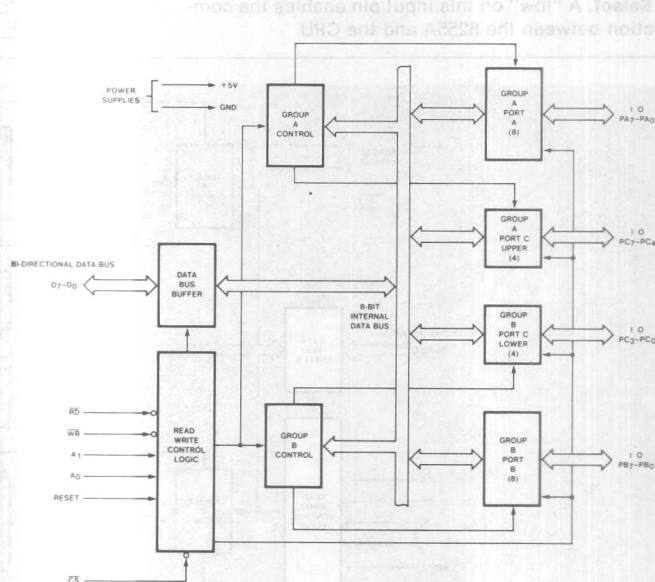 Select. A "low" on this input pin enables the com-
ction between the 8255A and the CPU
POWER
SUPPLIES
+5V
GND
GROUP
A
CONTROL
GROUP
A
PORT
A
(8)
I O
PA7-PA0
GROUP
A
PORT C
UPPER
(4)
I O
PC7-PC4
BI-DIRECTIONAL DATA BUS
D7-D0
DATA
BUS
BUFFER
8-BIT
INTERNAL
DATA BUS
GROUP
B
PORT C
LOWER
(4)
I O
PC3-PC0
RD
WR
A1
A0
RESET
READ
WRITE
CONTROL
LOGIC
GROUP
B
CONTROL
GROUP
B
PORT
B
(8)
I O
PB7-PB0
CS